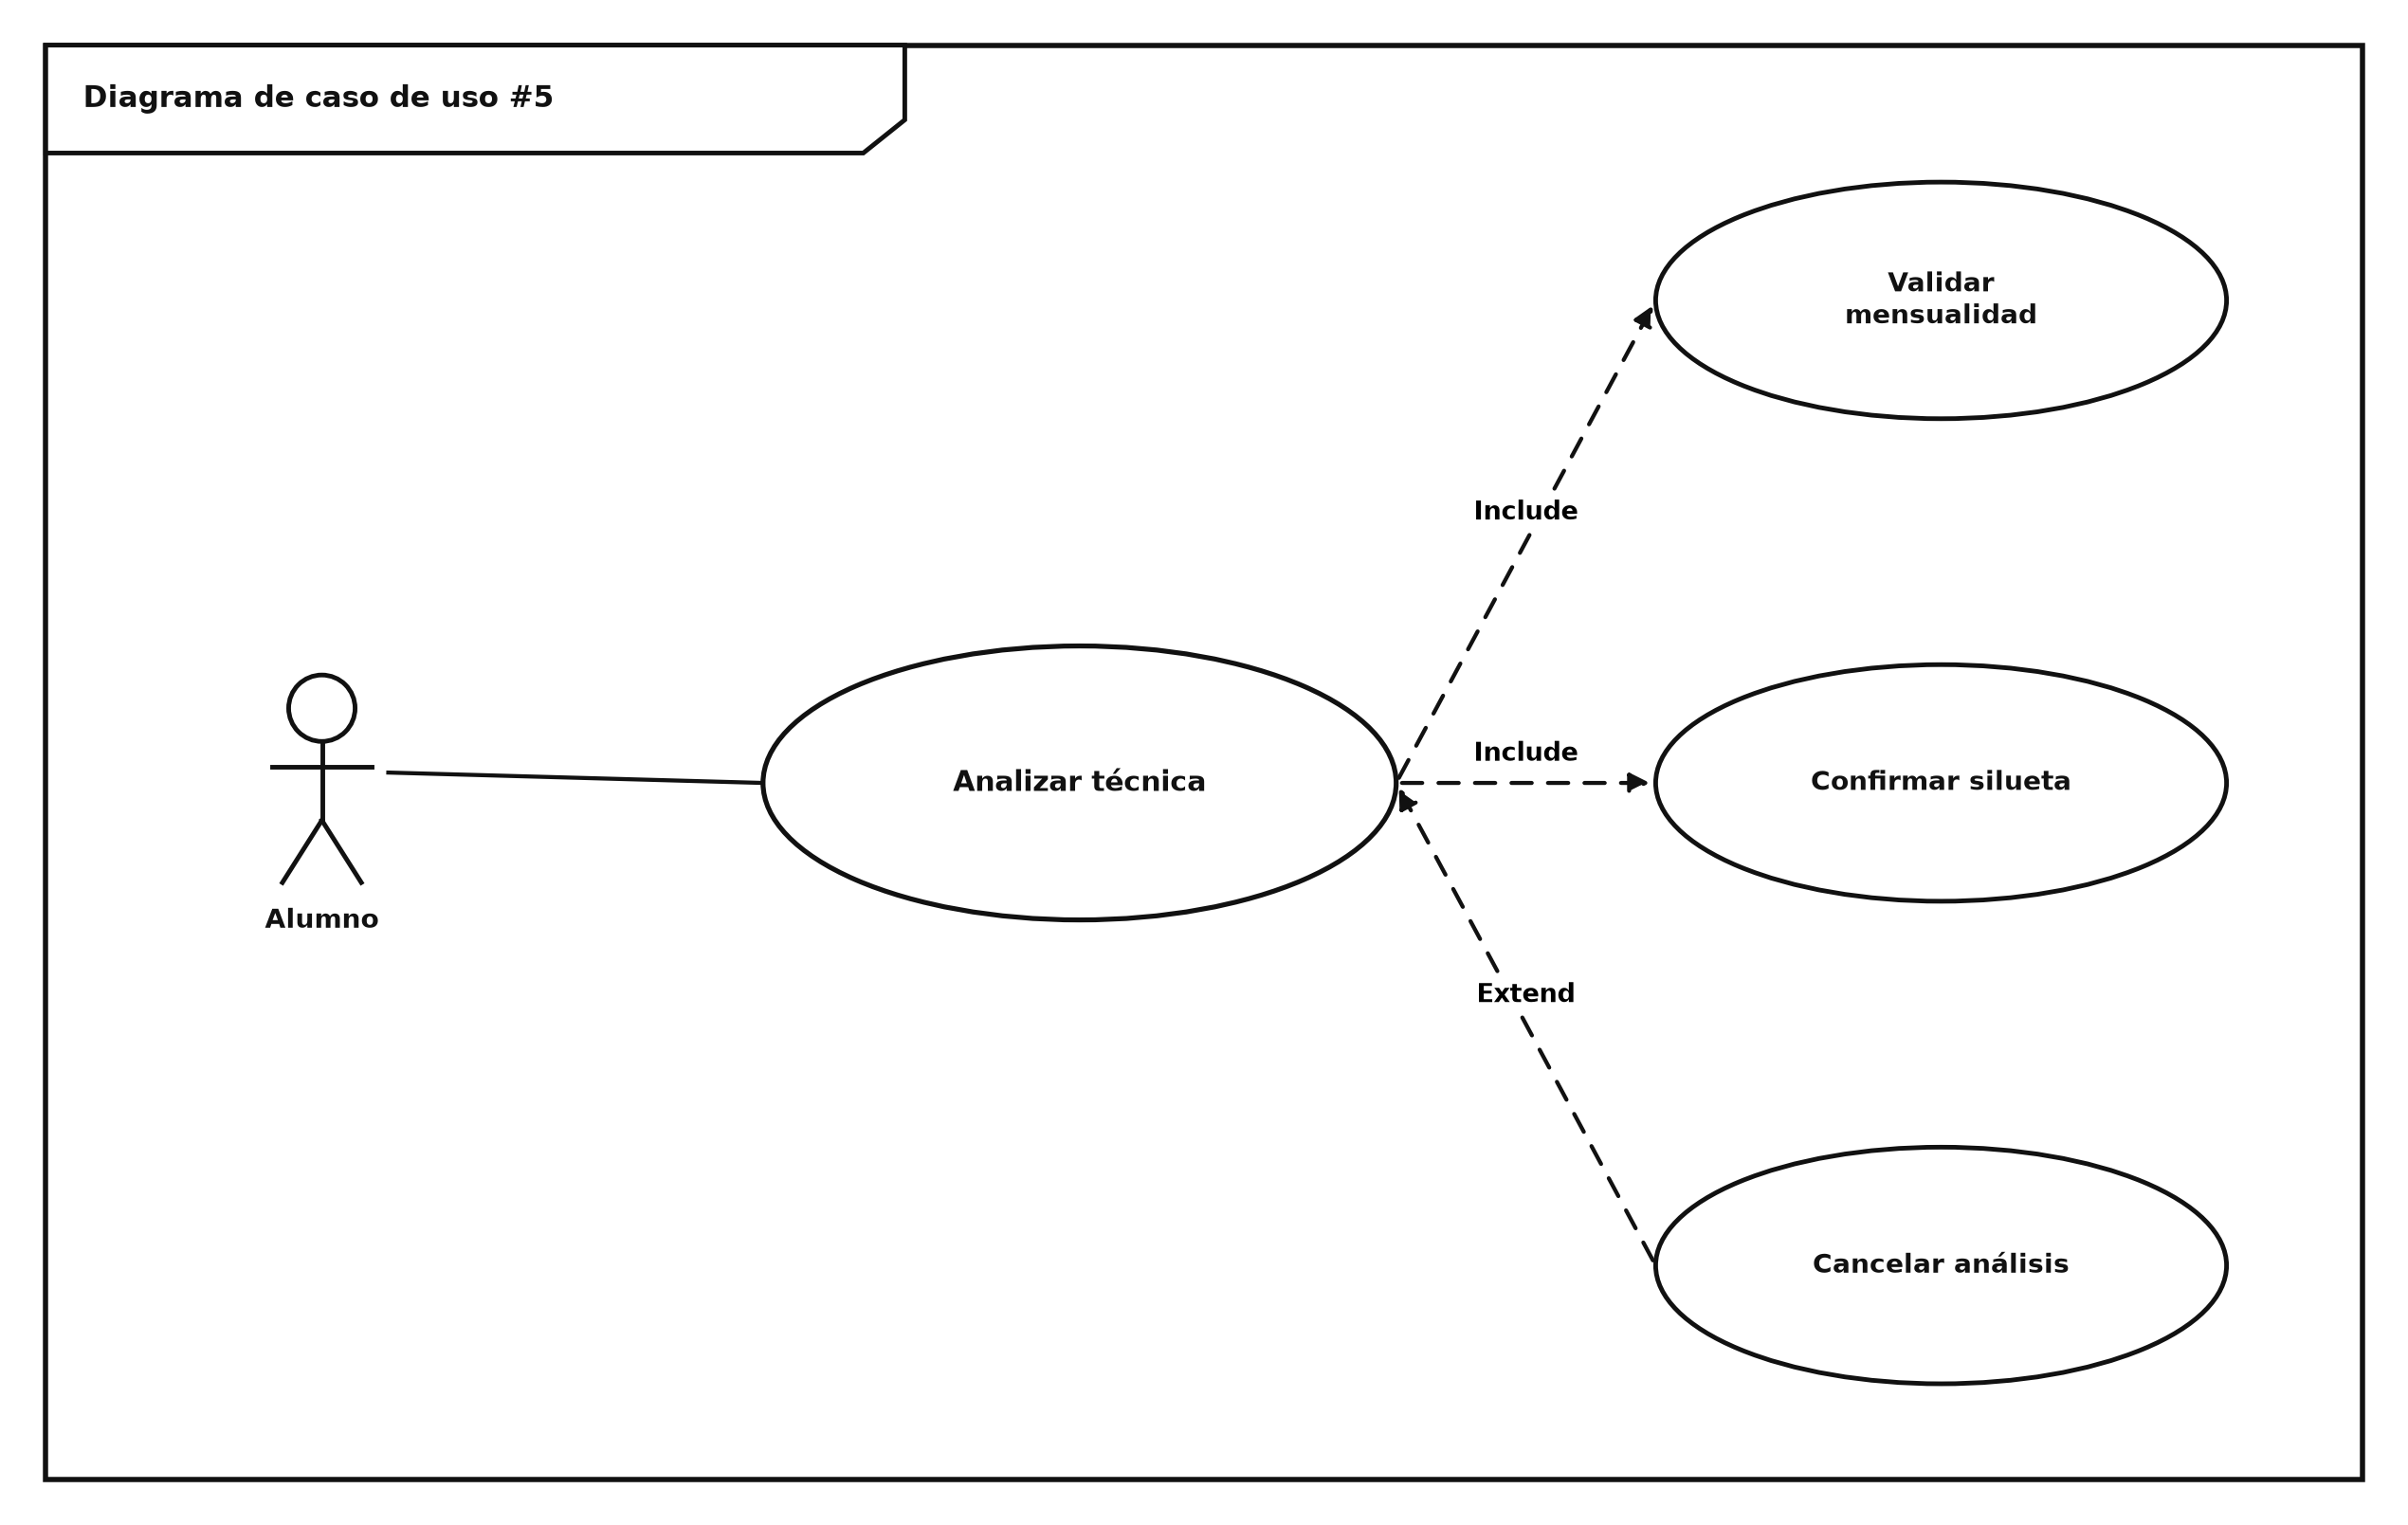 Diagrama de caso de uso #5
Validar
mensualidad
Include
Include
Analizar técnica
Confirmar silueta
Alumno
Extend
Cancelar análisis